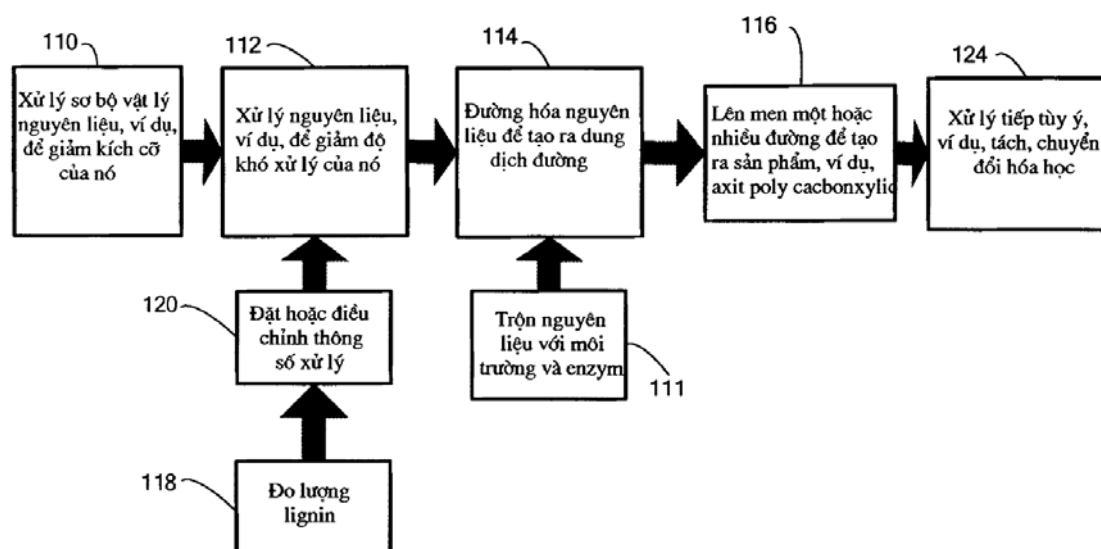 110
Xử lý sơ bộ vật lý
nguyên liệu, ví dụ,
để giảm kích cỡ
của nó
112
Xử lý nguyên liệu,
ví dụ, để giảm độ
khó xử lý của nó
114
Đường hóa nguyên
liệu để tạo ra dung
dịch đường
116
Lên men một hoặc
nhiều đường để tạo
ra sản phẩm, ví dụ,
axit poly cacbonxylic
124
Xử lý tiếp tùy ý,
ví dụ, tách, chuyển
đổi hóa học
120
Đặt hoặc điều
chỉnh thông
số xử lý
Trộn nguyên
liệu với môi
trường và enzym
111
118
Đo lượng
lignin